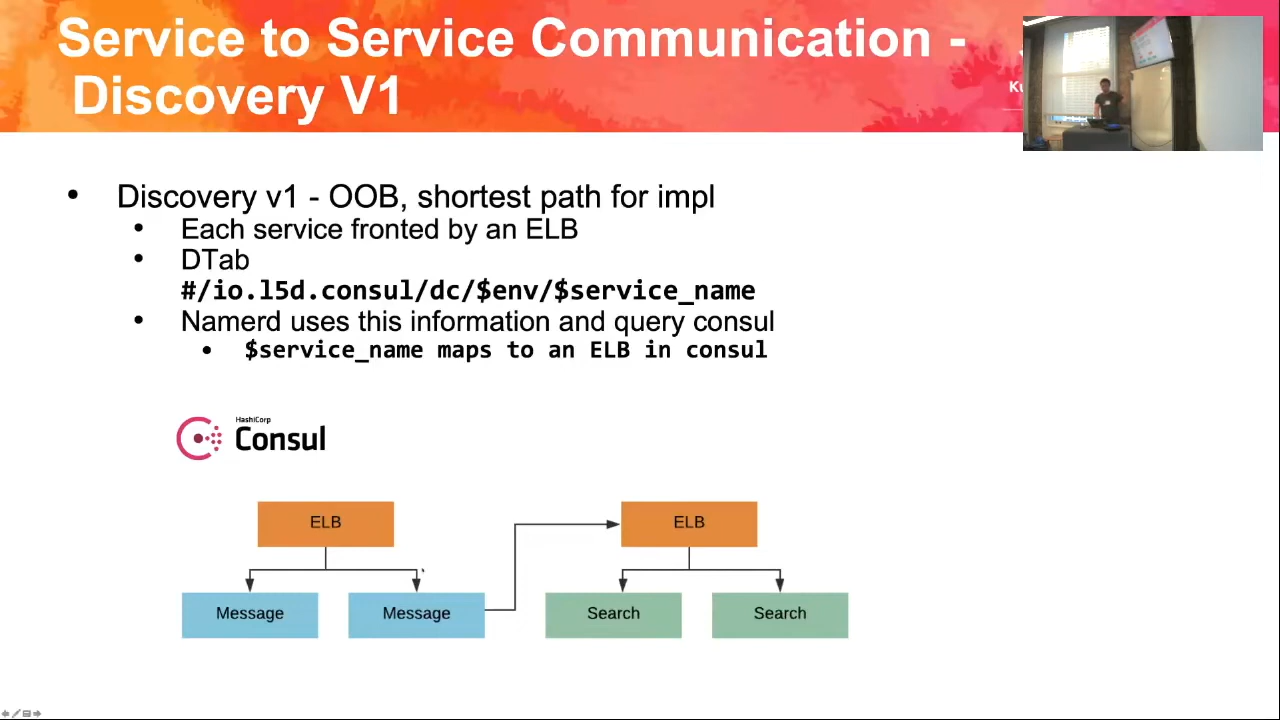 Service to Service Communication -
Discovery V1
Ku
• Discovery v1 - OOB, shortest path for impl
• Each service fronted by an ELB
• DTab
#/io.l5d.consul/dc/$env/$service_name
• Namerd uses this information and query consul
• $service_name maps to an ELB in consul
HashiCorp
Consul
ELB
ELB
Message
Message
Search
Search